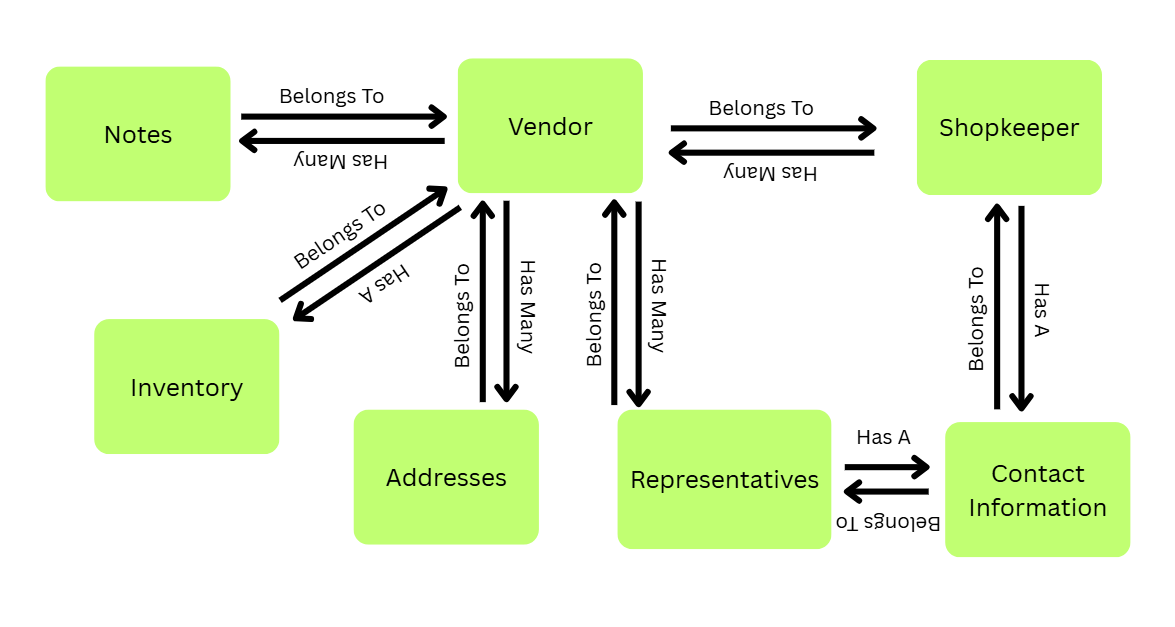 Notes
Belongs To
Has Many
Vendor
Belongs To
Has Many
Shopkeeper
Belongs To
Has A
Belongs To
Has Many
Belongs To
Has Many
Belongs To
Has A
Inventory
Addresses
Representatives
Has A
Belongs To
Contact
Information